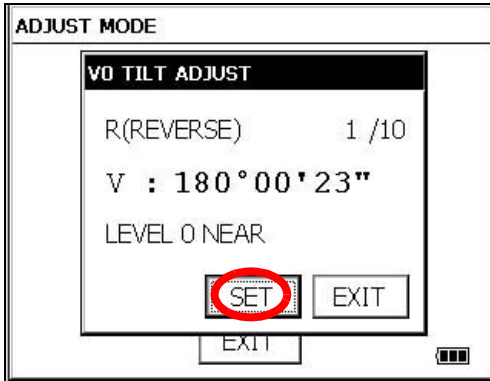 ADJUST MODE
V0 TILT ADJUST
R(REVERSE) 1 /10
V : 180°00'23"
LEVEL 0 NEAR
SET EXIT
EXIT